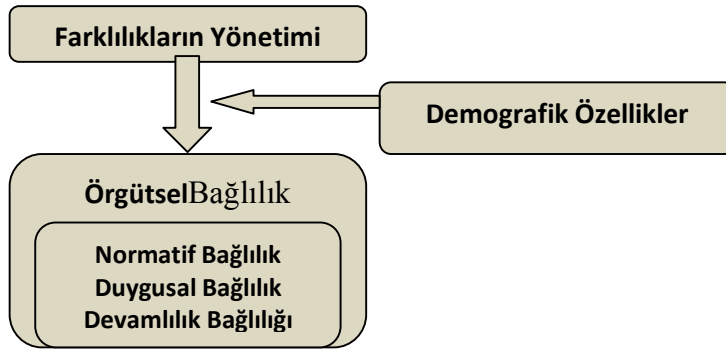 Farklılıkların Yönetimi
Demografik Özellikler
ÖrgütselBağlılık
Normatif Bağlılık
Duygusal Bağlılık
Devamlılık Bağlılığı